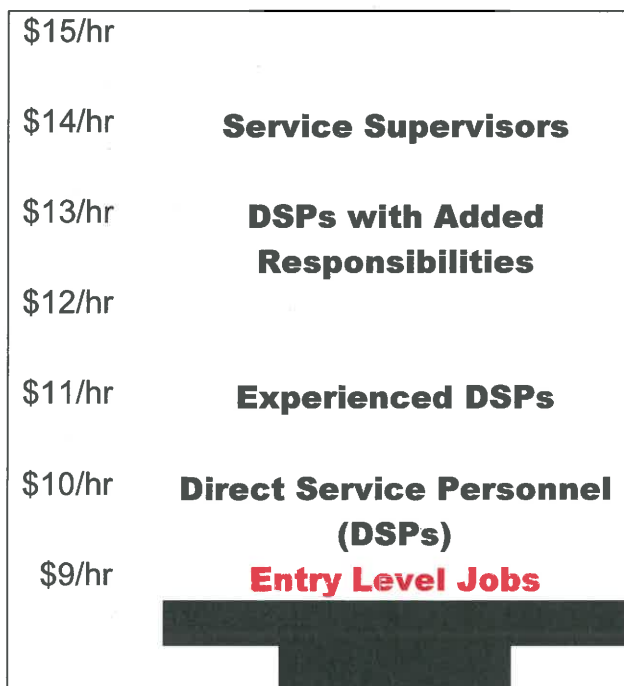 $15/hr
$14/hr Service Supervisors
$13/hr DSPs with Added
Responsibilities
$12/hr
$11/hr Experienced DSPs
$10/hr Direct Service Personnel
(DSPs)
$9/hr Entry Level Jobs